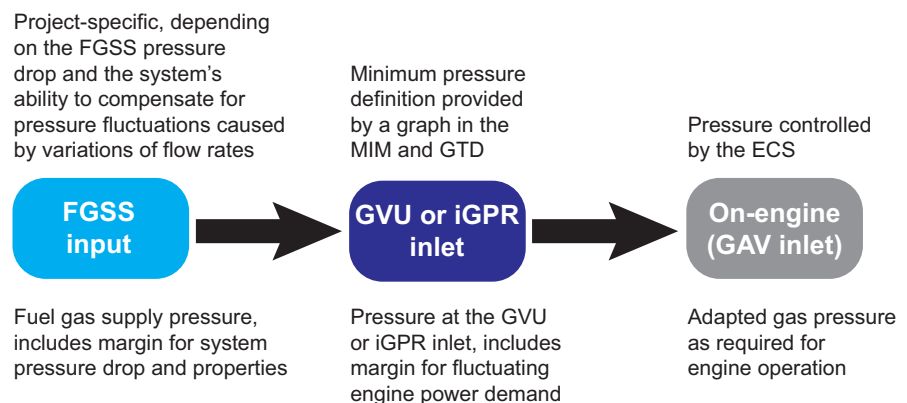 Project-specific, depending
on the FGSS pressure
drop and the system's
ability to compensate for
pressure fluctuations caused
by variations of flow rates
FGSS
input
Fuel gas supply pressure,
includes margin for system
pressure drop and properties
Minimum pressure
definition provided
by a graph in the
MIM and GTD
GVU or iGPR
inlet
Pressure at the GVU
or iGPR inlet, includes
margin for fluctuating
engine power demand
Pressure controlled
by the ECS
On-engine
(GAV inlet)
Adapted gas pressure
as required for
engine operation